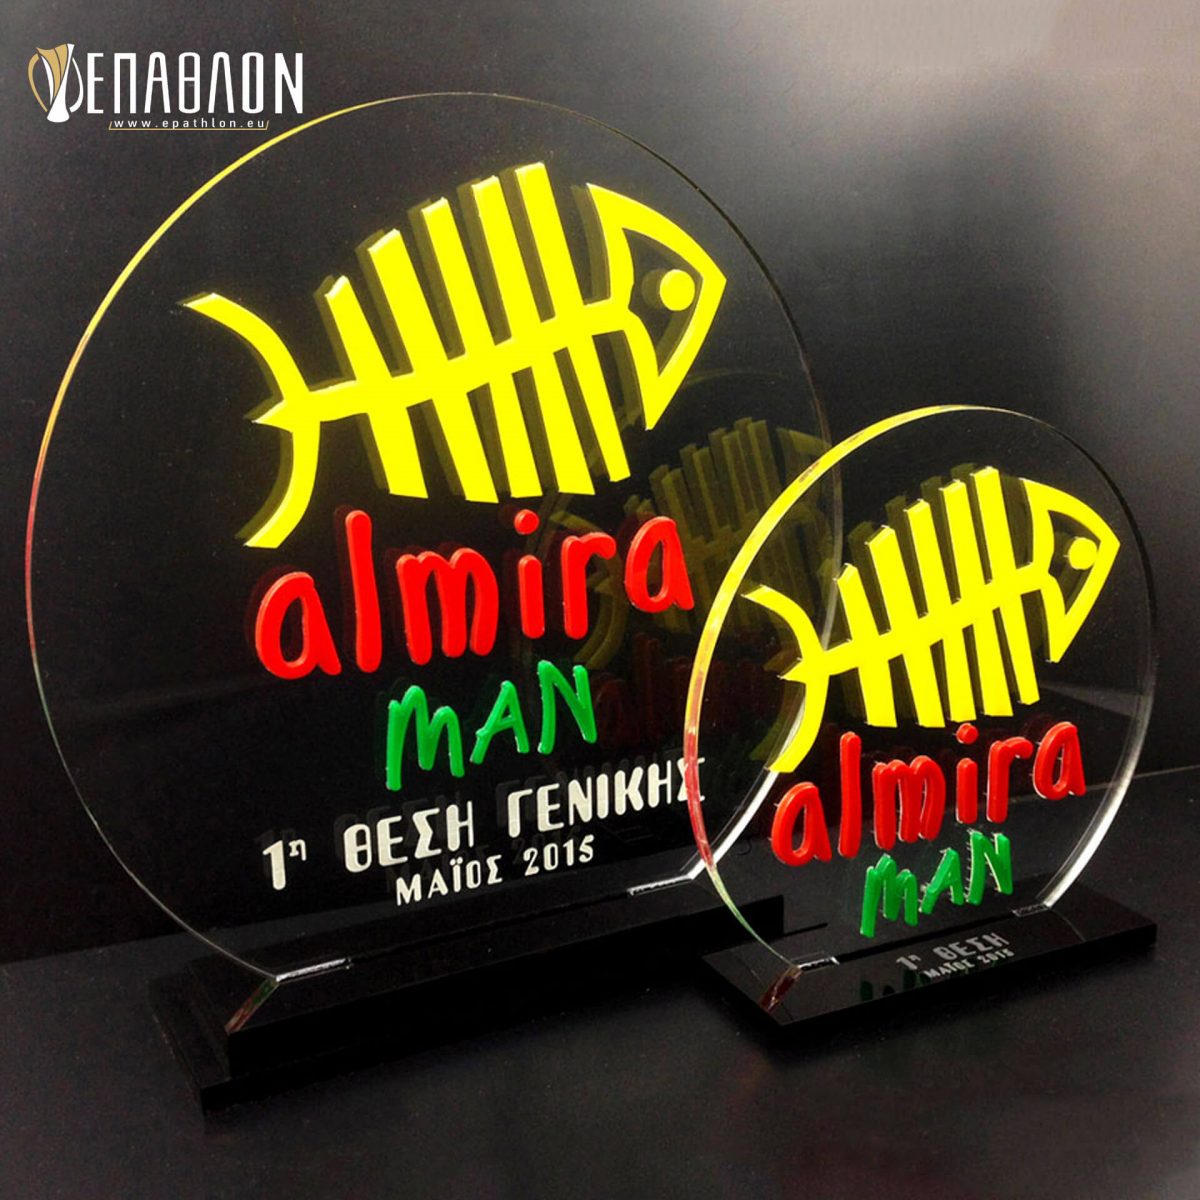 ΕΠΑΘΛΟΝ
www.epathlon.eu
almira
MAN
1η ΘΕΣΗ ΓΕΝΙΚΗΣ
ΜΑΪΟΣ 2015
almira
MAN
1η ΘΕΣΗ
ΜΑΪΟΣ 2015